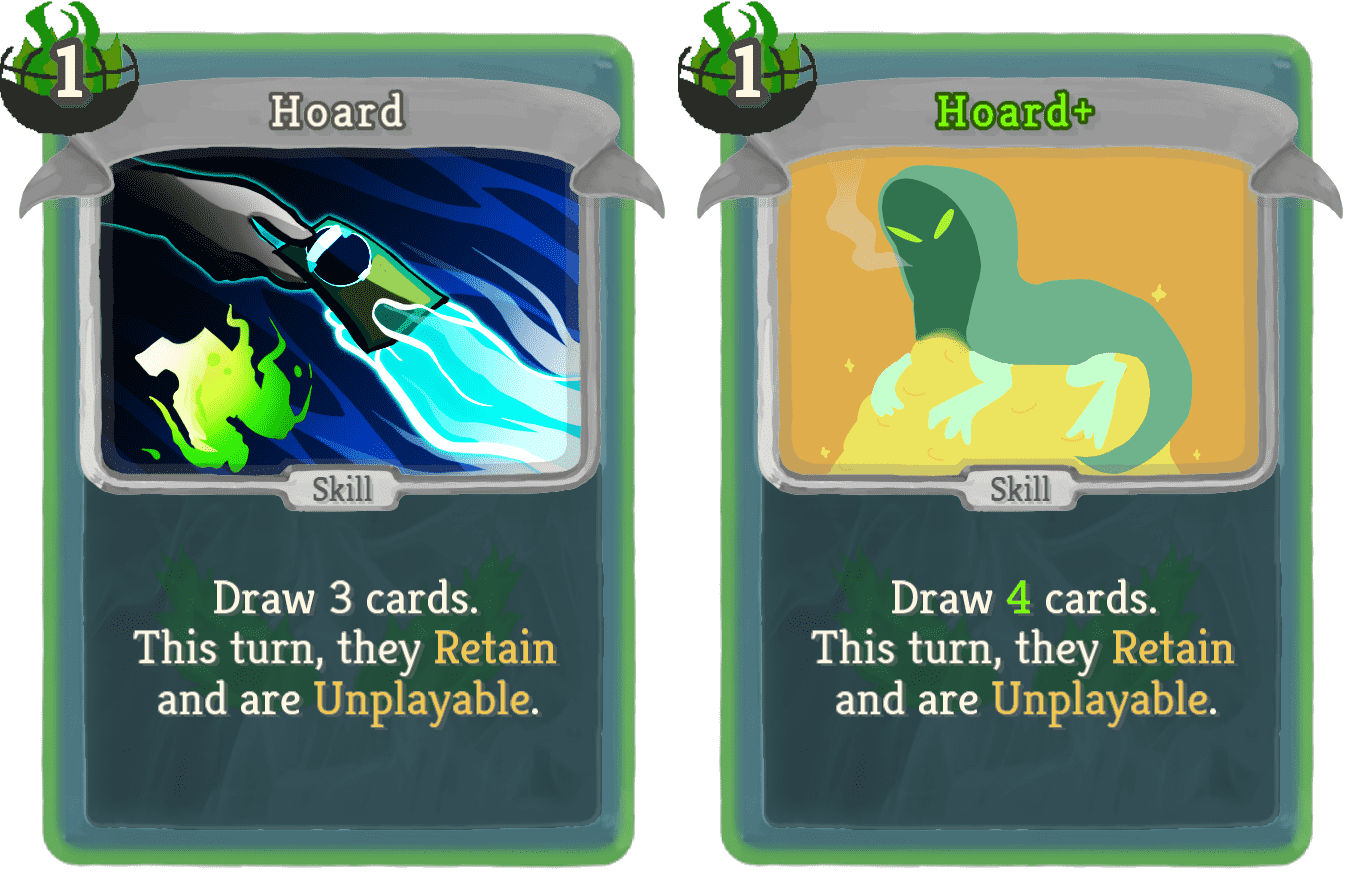 1
Hoard
Skill
Draw 3 cards.
This turn, they Retain
and are Unplayable.
1
Hoard+
Skill
Draw 4 cards.
This turn, they Retain
and are Unplayable.